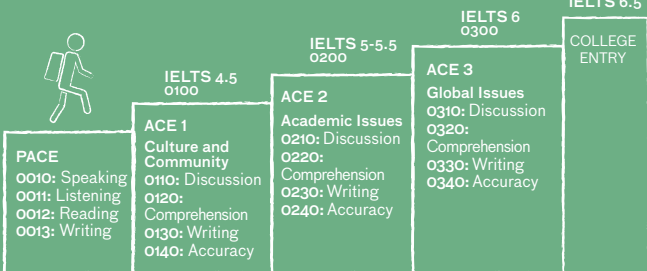 PACE
0010: Speaking
0011: Listening
0012: Reading
0013: Writing
IELTS 4.5
0100
ACE 1
Culture and
Community
0110: Discussion
0120:
Comprehension
0130: Writing
0140: Accuracy
IELTS 5-5.5
0200
ACE 2
Academic Issues
0210: Discussion
0220:
Comprehension
0230: Writing
0240: Accuracy
IELTS 6
0300
ACE 3
Global Issues
0310: Discussion
0320:
Comprehension
0330: Writing
0340: Accuracy
IELTS 6.5
COLLEGE
ENTRY